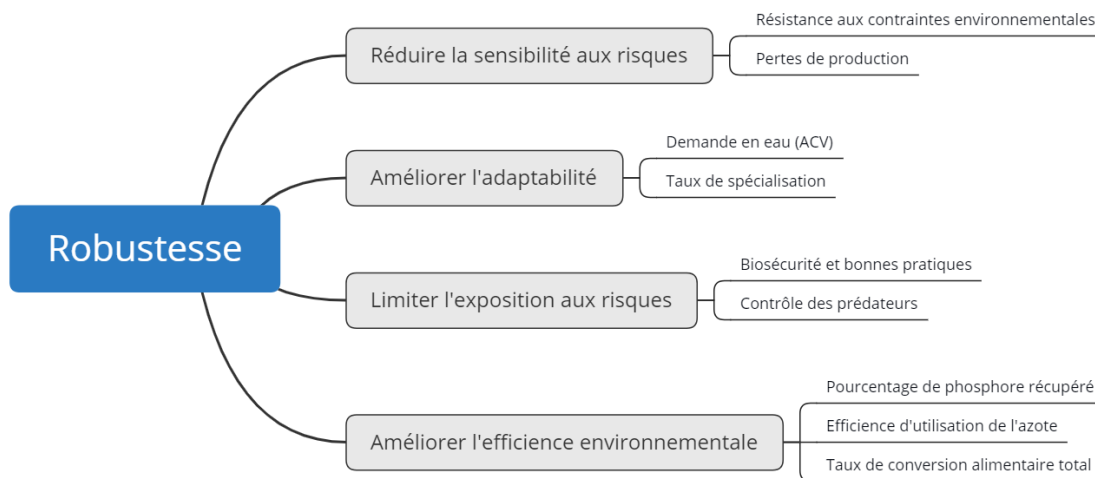 Robustesse
Réduire la sensibilité aux risques
Résistance aux contraintes environnementales
Pertes de production
Améliorer l'adaptabilité
Demande en eau (ACV)
Taux de spécialisation
Limiter l'exposition aux risques
Biosécurité et bonnes pratiques
Contrôle des prédateurs
Améliorer l'efficience environnementale
Pourcentage de phosphore récupéré
Efficience d'utilisation de l'azote
Taux de conversion alimentaire total